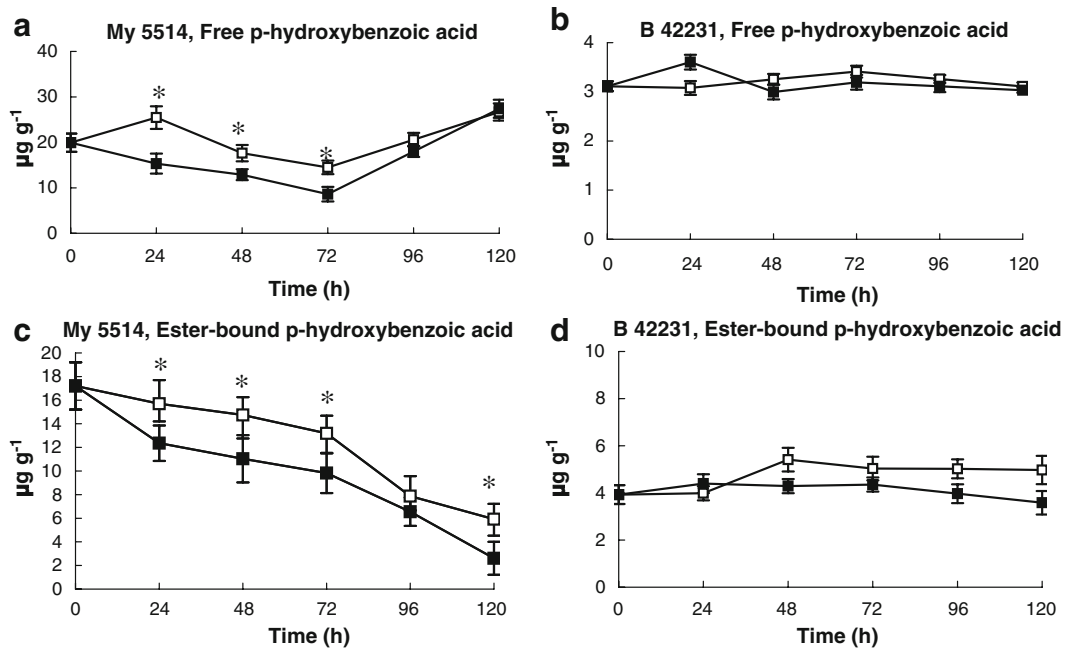 a My 5514, Free p-hydroxybenzoic acid
40
30
20
10
0
µg g-1
* * *
0 24 48 72 96 120
Time (h)
b B 42231, Free p-hydroxybenzoic acid
4
3
2
1
0
µg g-1
0 24 48 72 96 120
Time (h)
c My 5514, Ester-bound p-hydroxybenzoic acid
20
18
16
14
12
10
8
6
4
2
0
µg g-1
* * * *
0 24 48 72 96 120
Time (h)
d B 42231, Ester-bound p-hydroxybenzoic acid
10
8
6
4
2
0
µg g-1
0 24 48 72 96 120
Time (h)